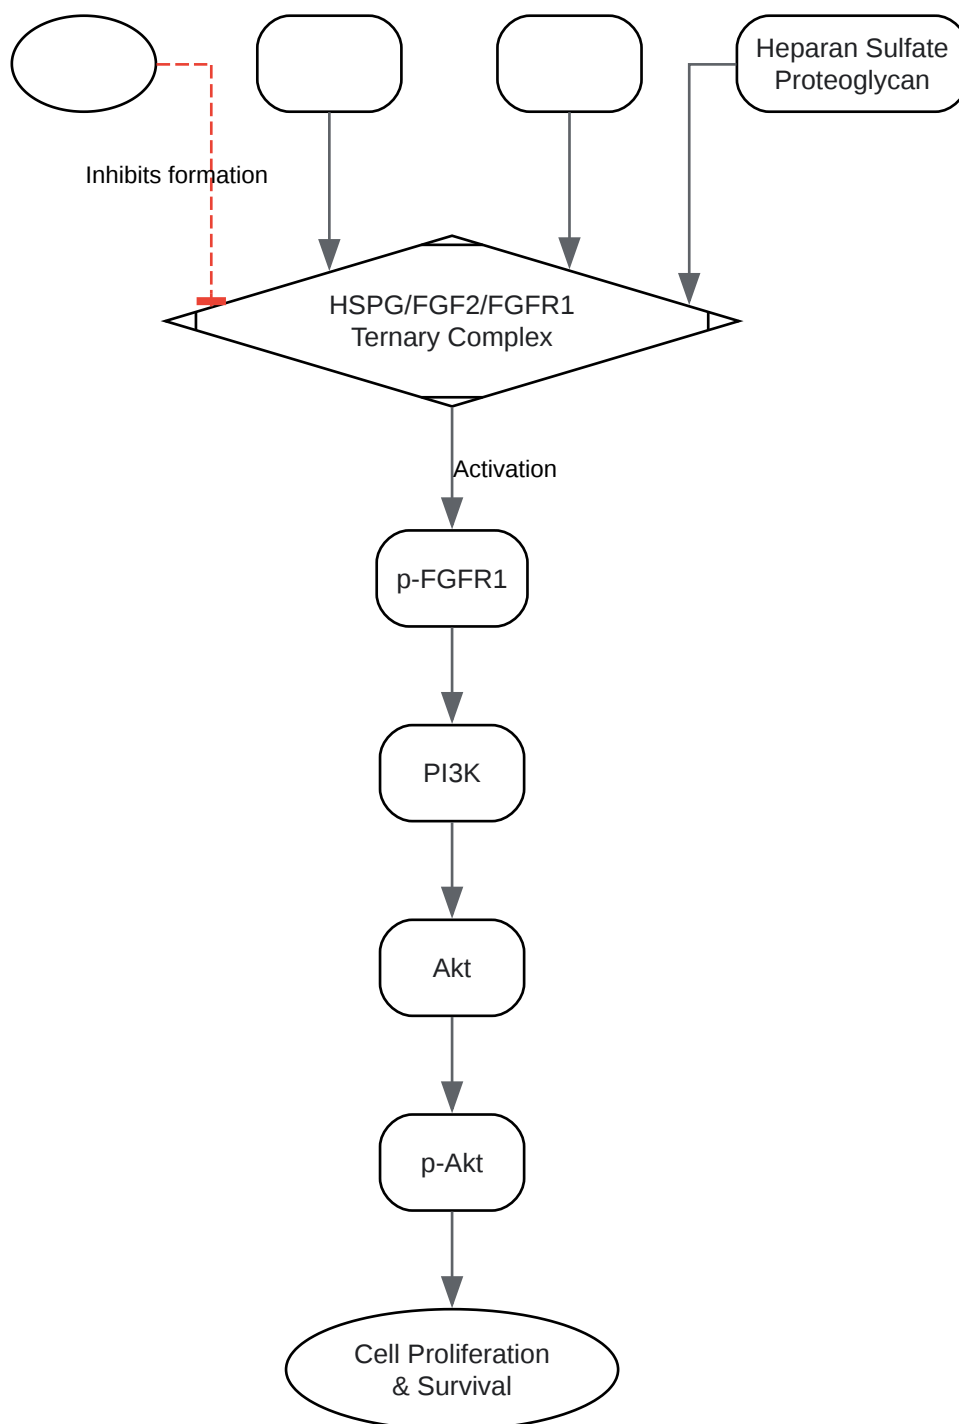 Heparan Sulfate
Proteoglycan
Inhibits formation
HSPG/FGF2/FGFR1
Ternary Complex
Activation
p-FGFR1
PI3K
Akt
p-Akt
Cell Proliferation
& Survival